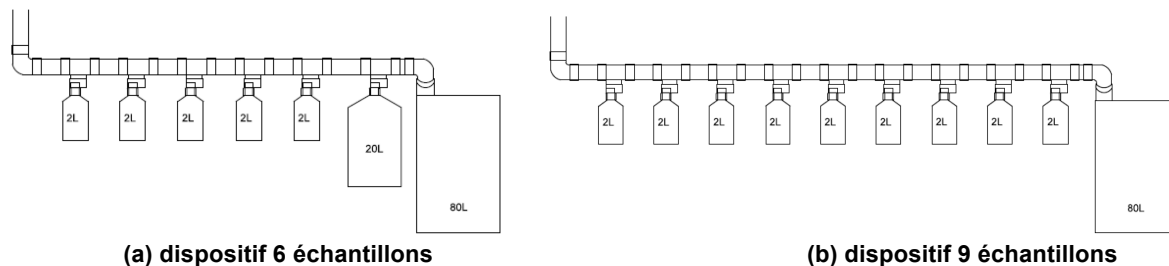 2L 2L 2L 2L 2L 20L 80L
2L 2L 2L 2L 2L 2L 2L 2L 2L 80L
(a) dispositif 6 échantillons
(b) dispositif 9 échantillons